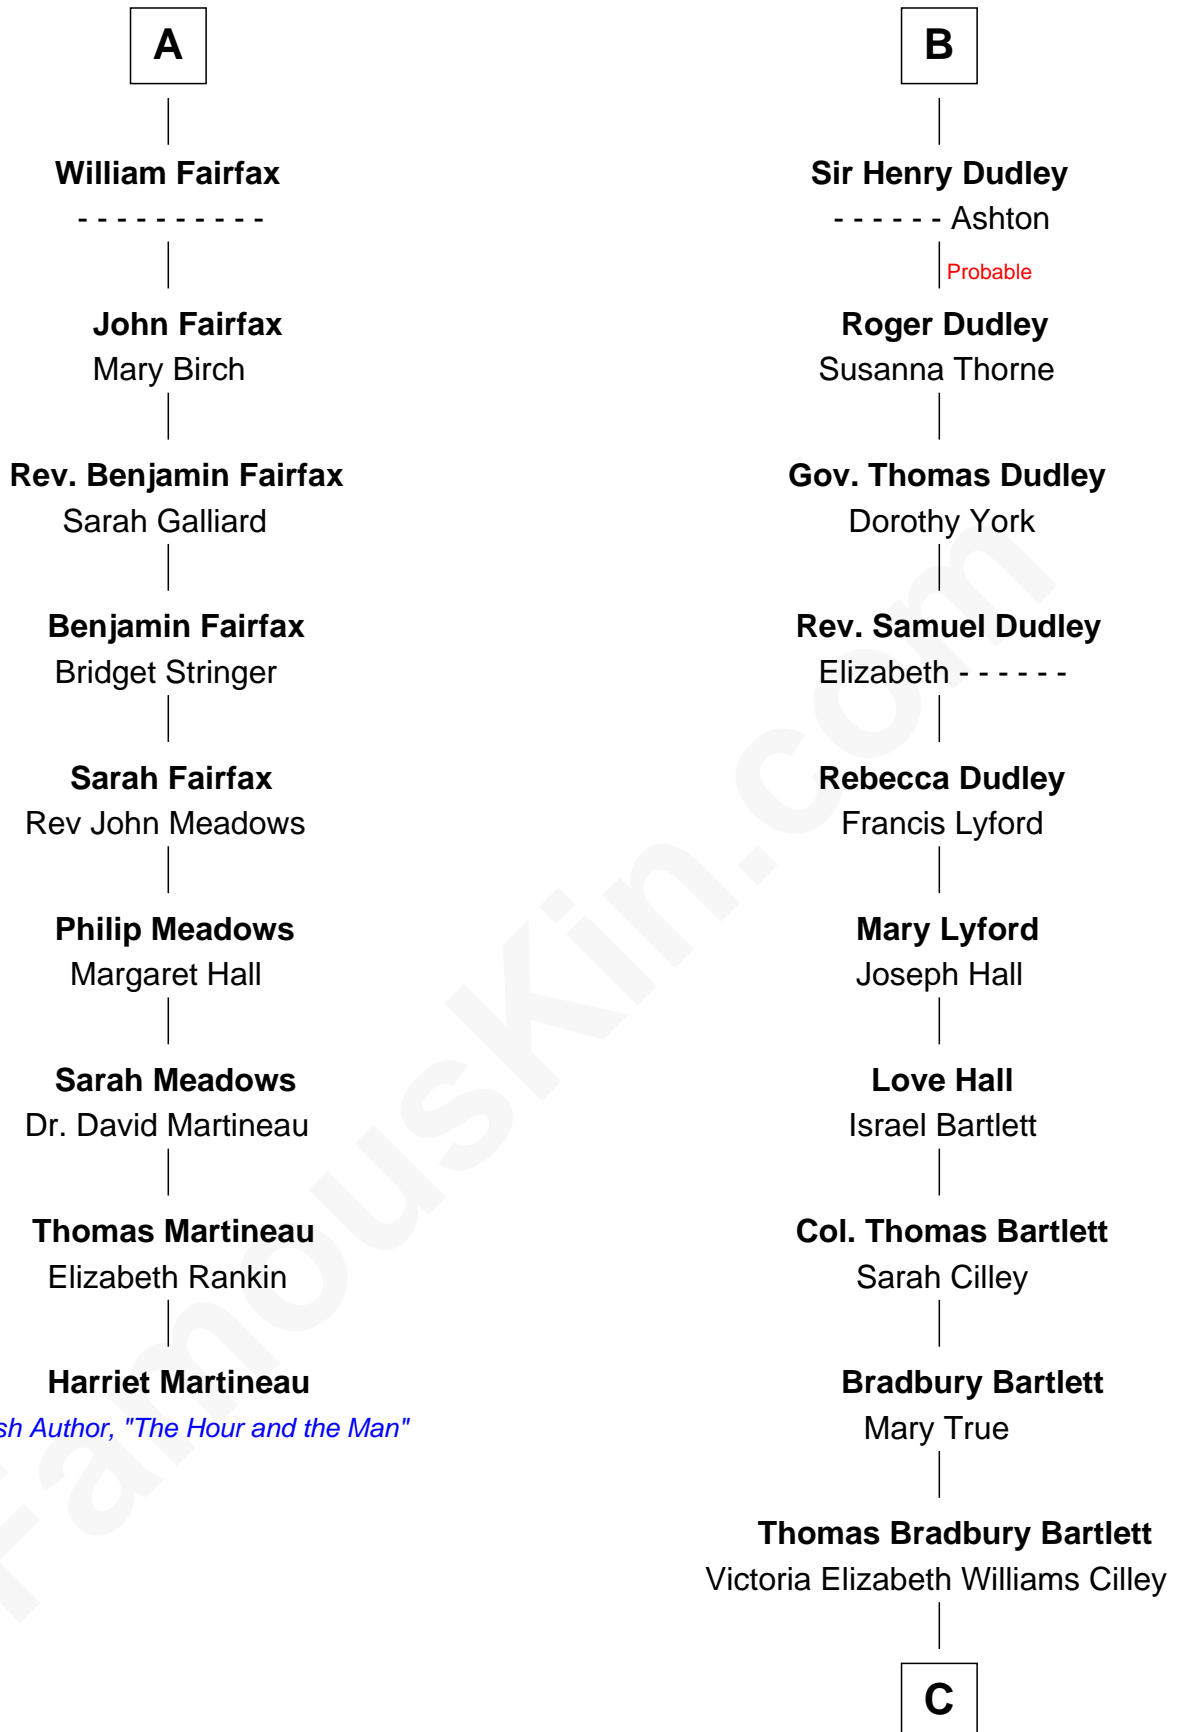 A
William Fairfax
- - - - - - - - - -
John Fairfax
Mary Birch
Rev. Benjamin Fairfax
Sarah Galliard
Benjamin Fairfax
Bridget Stringer
Sarah Fairfax
Rev John Meadows
Philip Meadows
Margaret Hall
Sarah Meadows
Dr. David Martineau
Thomas Martineau
Elizabeth Rankin
Harriet Martineau
Author, "The Hour and the Man"
B
Sir Henry Dudley
- - - - - - Ashton
Probable
Roger Dudley
Susanna Thorne
Gov. Thomas Dudley
Dorothy York
Rev. Samuel Dudley
Elizabeth - - - - - -
Rebecca Dudley
Francis Lyford
Mary Lyford
Joseph Hall
Love Hall
Israel Bartlett
Col. Thomas Bartlett
Sarah Cilley
Bradbury Bartlett
Mary True
Thomas Bradbury Bartlett
Victoria Elizabeth Williams Cilley
C
FamousKin.com